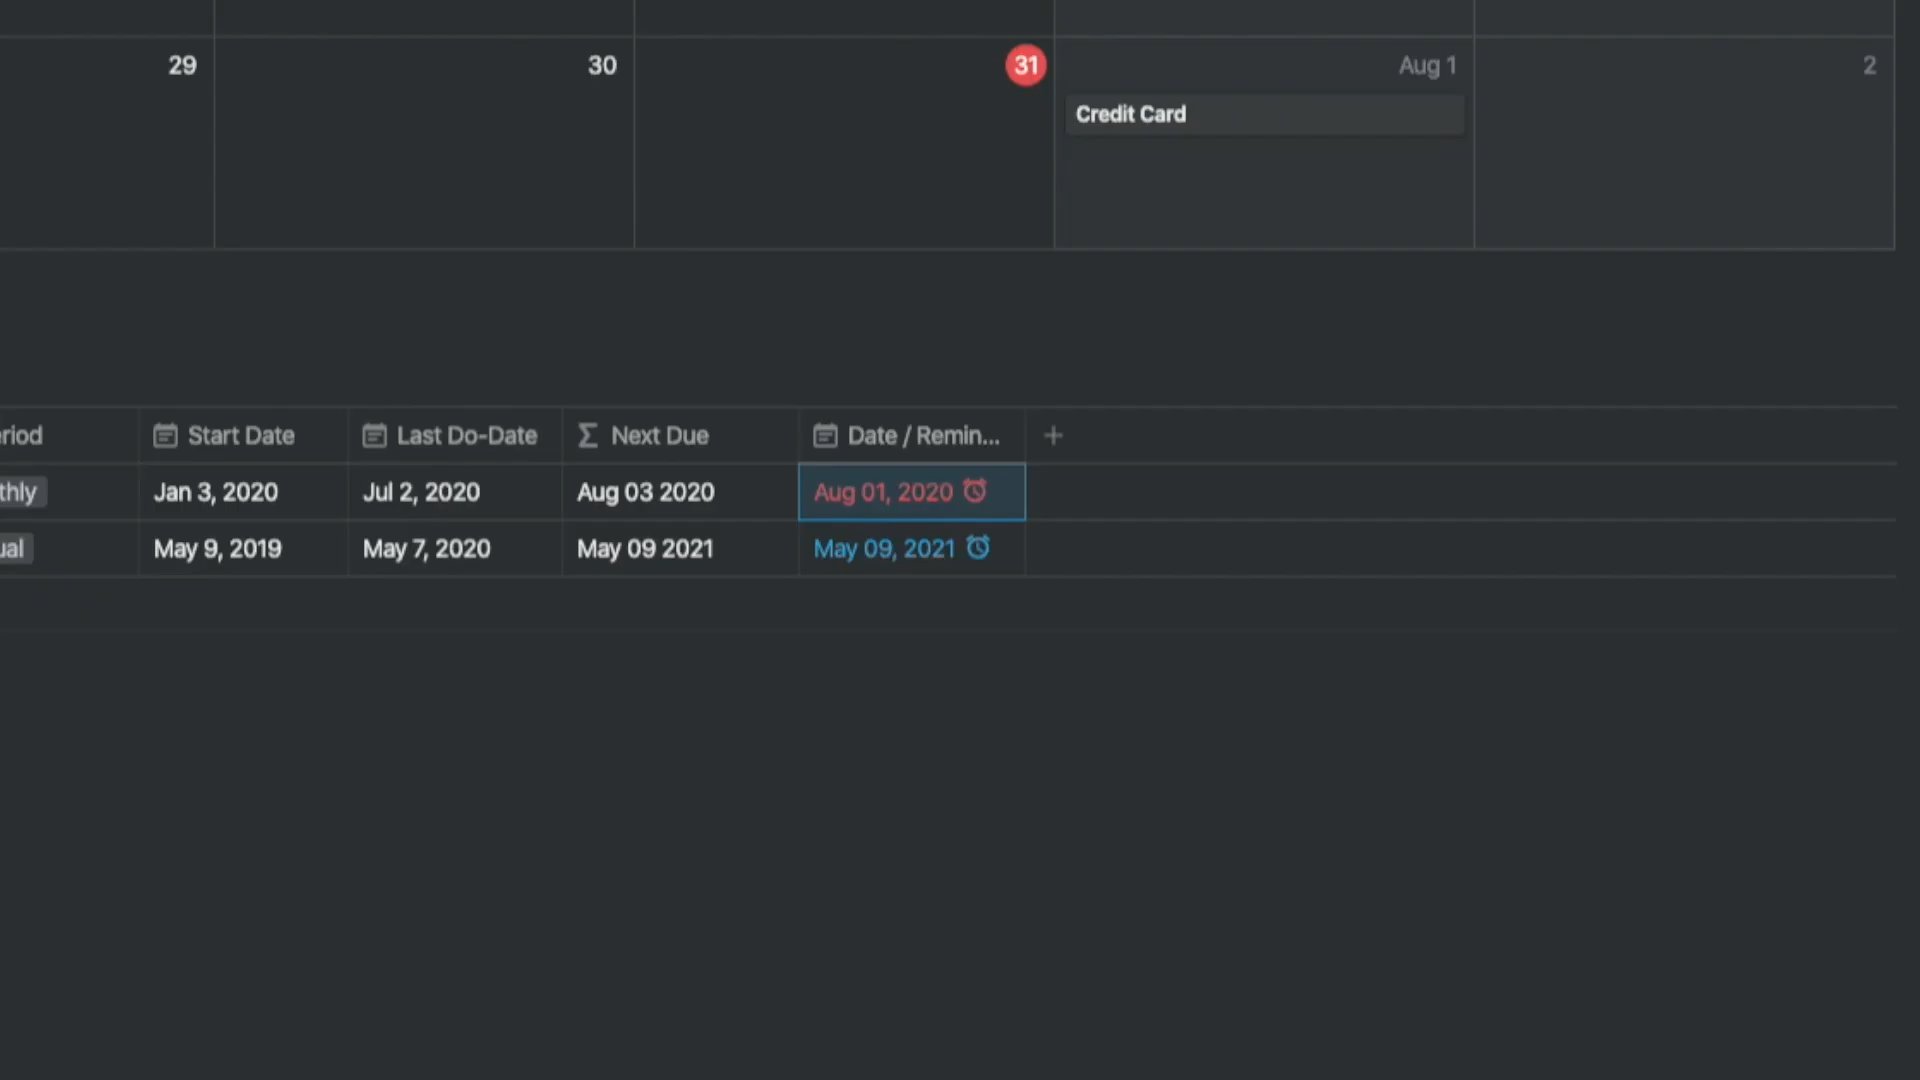 29 30 31 Aug 1 2
Credit Card
riod Start Date Last Do-Date Next Due Date / Remin...
thly Jan 3, 2020 Jul 2, 2020 Aug 03 2020 Aug 01, 2020
ual May 9, 2019 May 7, 2020 May 09 2021 May 09, 2021